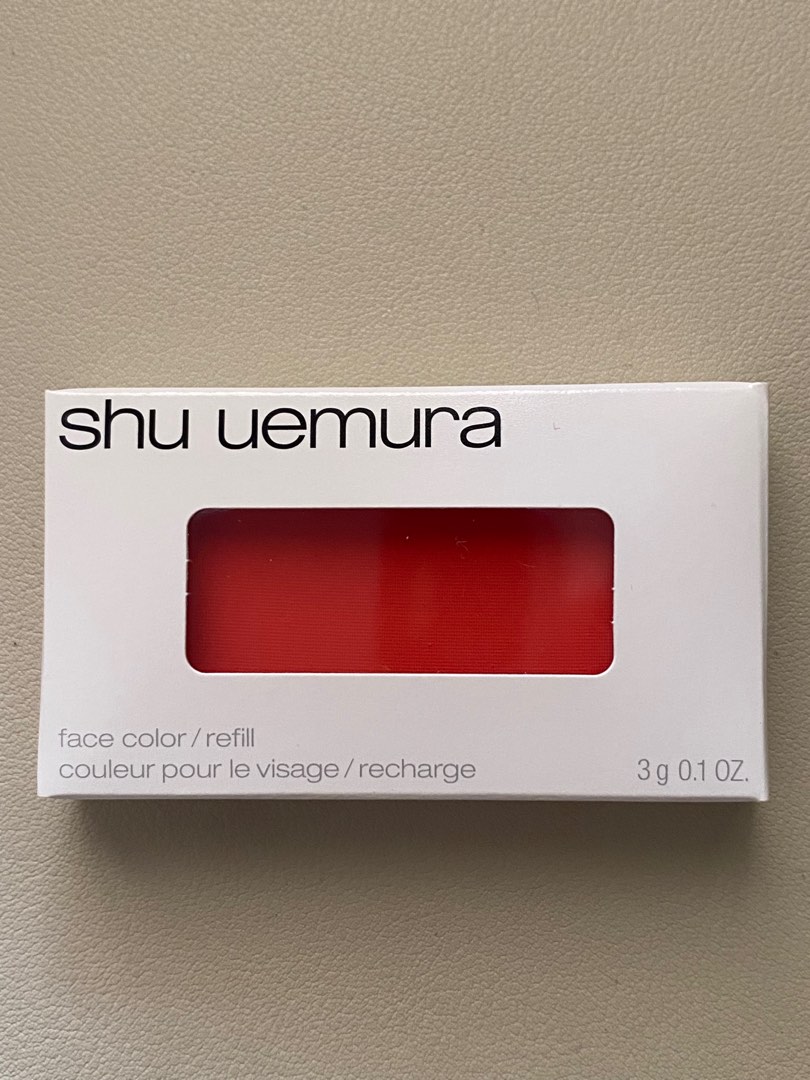 shu uemura
face color / refill
couleur pour le visage / recharge
3 g 0.1 OZ.